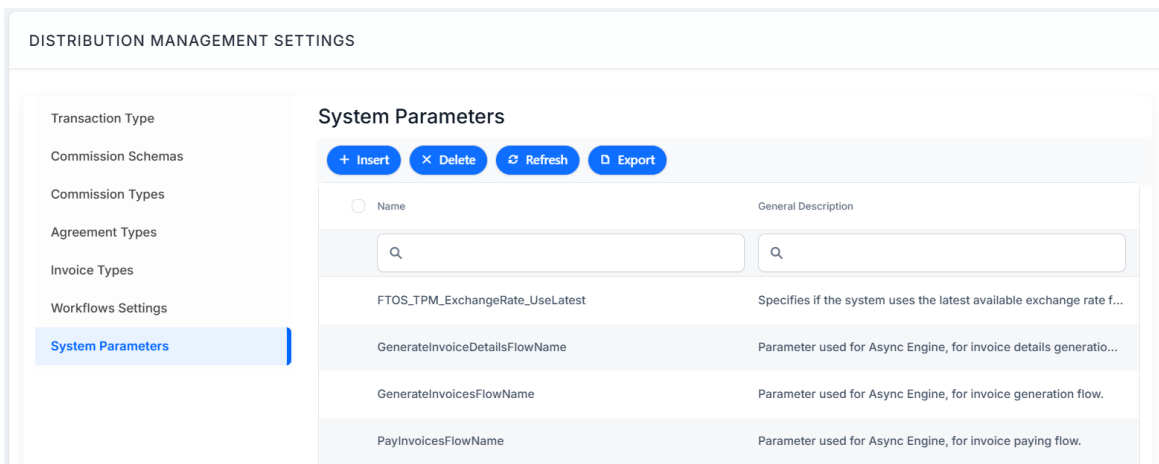 DISTRIBUTION MANAGEMENT SETTINGS
Transaction Type
Commission Schemas
Commission Types
Agreement Types
Invoice Types
Workflows Settings
System Parameters
System Parameters
Insert Delete Refresh Export
Name General Description
FTOS_TPM_ExchangeRate_UseLatest Specifies if the system uses the latest available exchange rate f...
GenerateInvoiceDetailsFlowName Parameter used for Async Engine, for invoice details generatio...
GenerateInvoicesFlowName Parameter used for Async Engine, for invoice generation flow.
PayInvoicesFlowName Parameter used for Async Engine, for invoice paying flow.